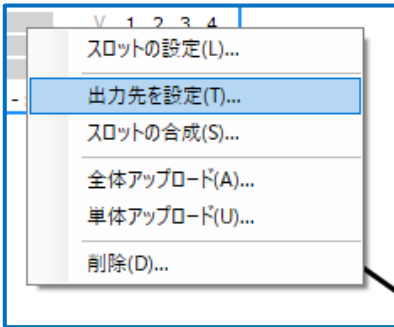 V 1 2 3 4
スロットの設定(L)...
出力先を設定(T)...
スロットの合成(S)...
全体アップロード(A)...
単体アップロード(U)...
削除(D)...